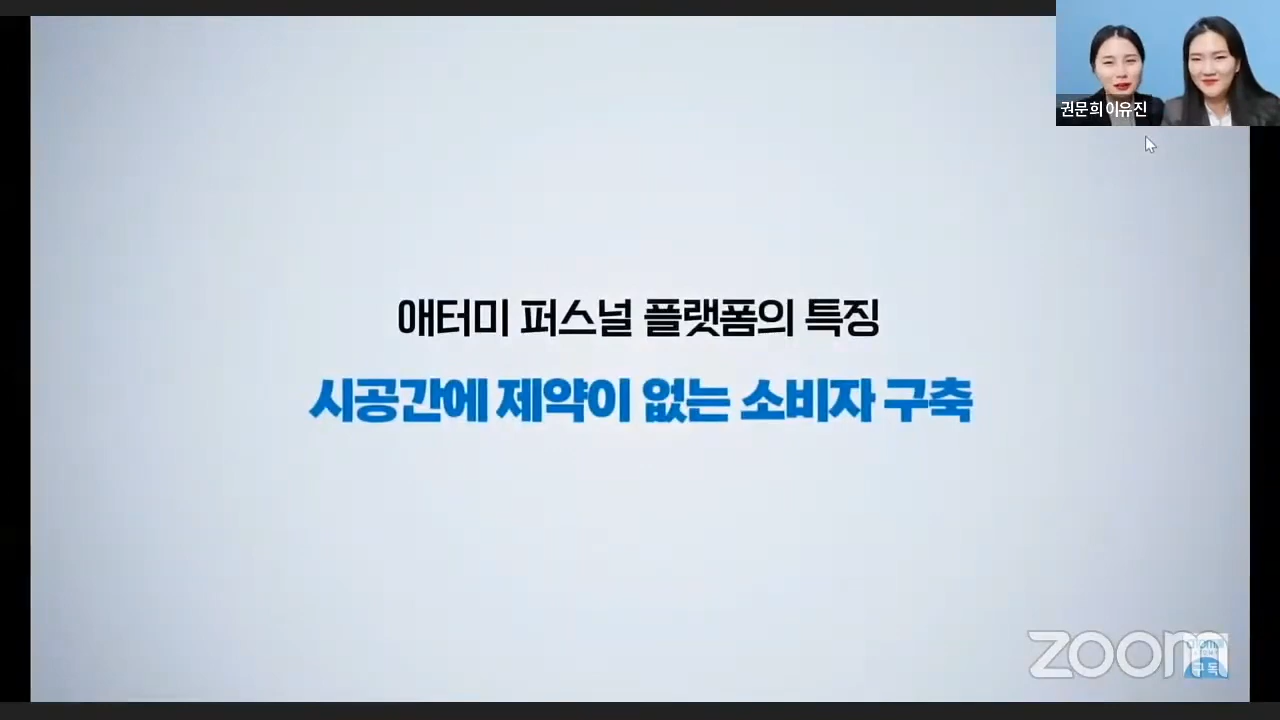 권문희 이유진
애터미 퍼스널 플랫폼의 특징
시공간에 제약이 없는 소비자 구축
zoom
구독